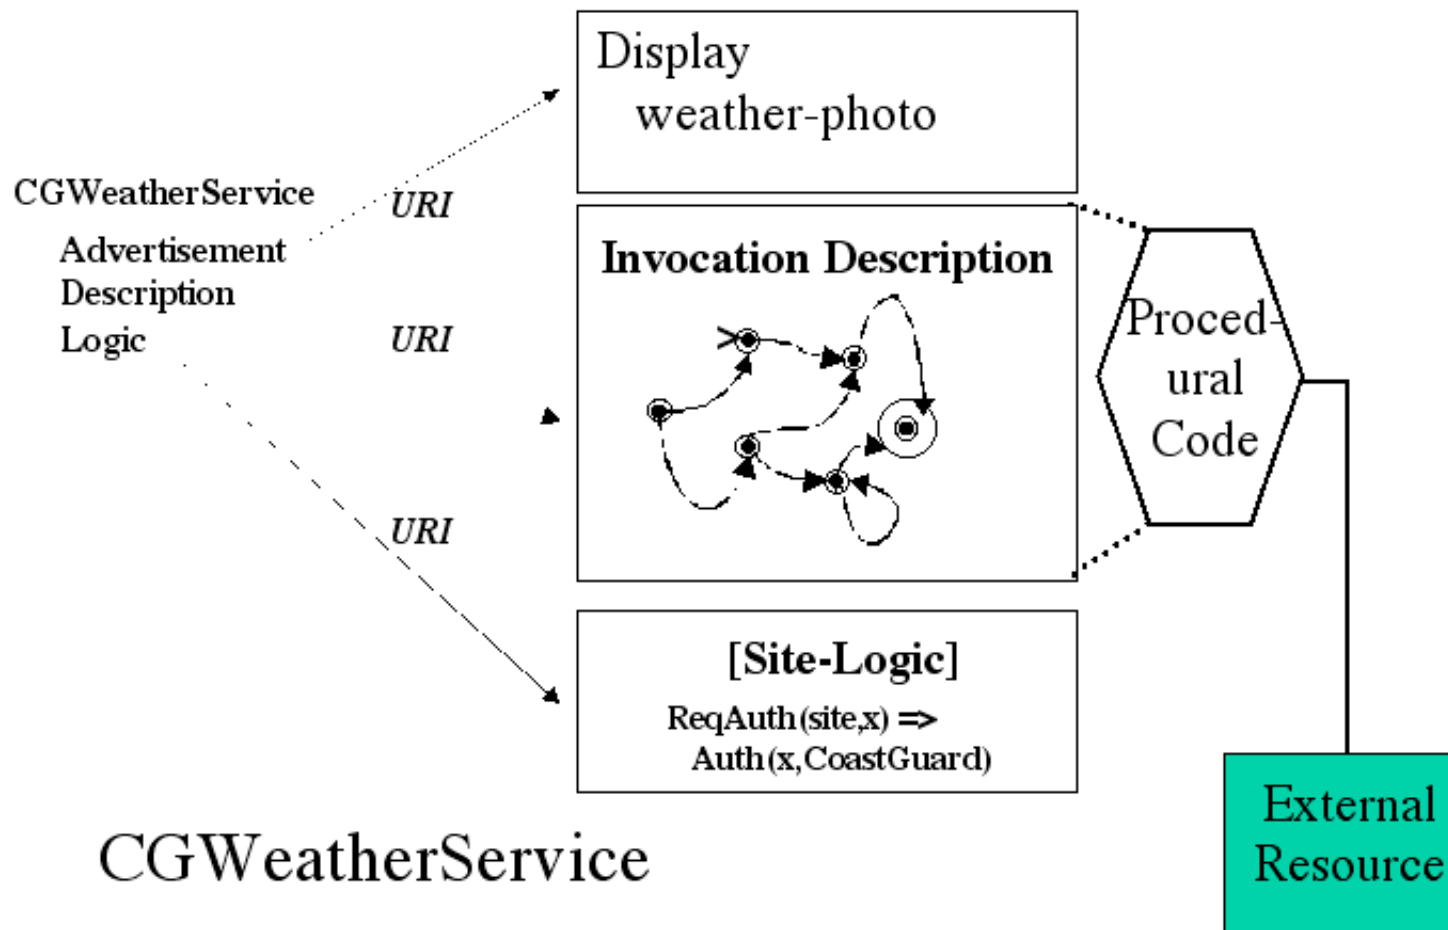 Display
weather-photo
CGWeatherService
Advertisement
Description
Logic
URI
URI
URI
Invocation Description
>
Proced-
ural
Code
[Site-Logic]
ReqAuth(site,x) =>
Auth(x,CoastGuard)
External
Resource
CGWeatherService